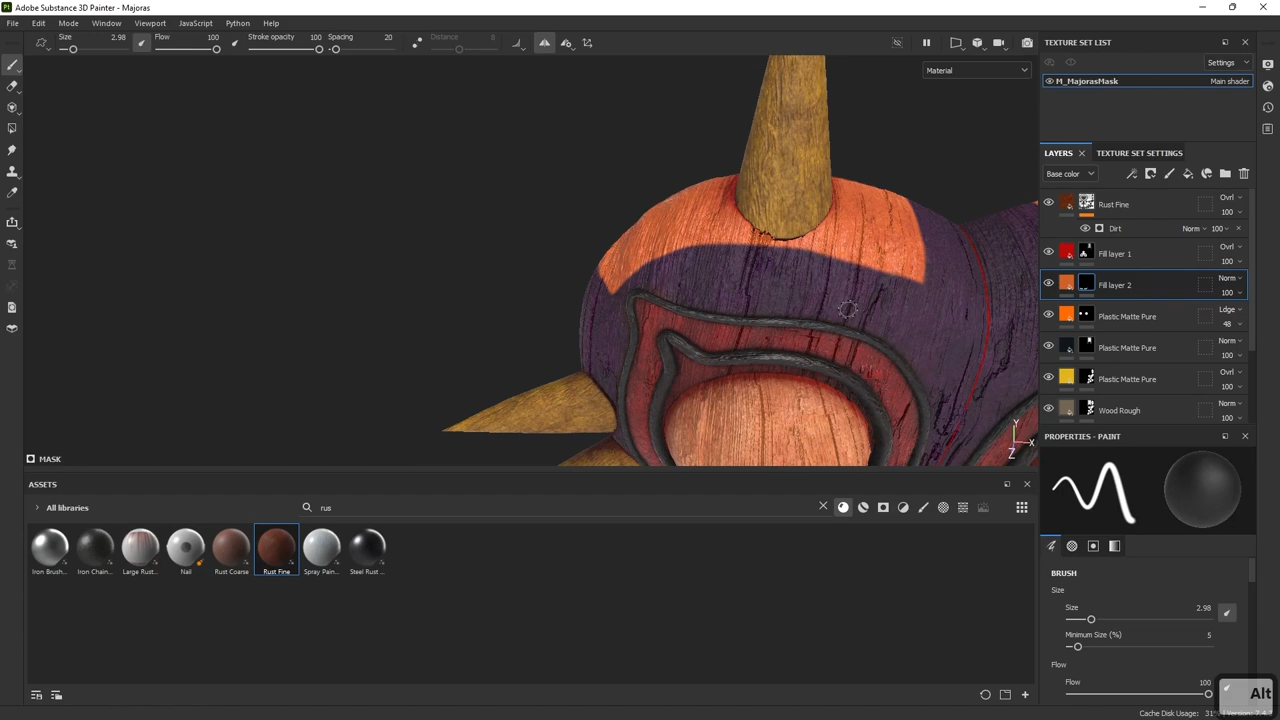 Adobe Substance 3D Painter - Majoras
File Edit Mode Window Viewport JavaScript Python Help
Size 2.98 Flow 100 Stroke opacity 100 Spacing 20 Distance 8
Material
TEXTURE SET LIST
Settings
M_MajorasMask Main shader
LAYERS TEXTURE SET SETTINGS
Base color
Rust Fine Ovrl 100
Dirt Norm 100
Fill layer 1 Ovrl 100
Fill layer 2 Norm 100
Plastic Matte Pure Ldge 48
Plastic Matte Pure Norm 100
Plastic Matte Pure Ovrl 100
Wood Rough Norm 100
Y
X
Z
PROPERTIES - PAINT
MASK
ASSETS
All libraries rus
Iron Brush... Iron Chain... Large Rust... Nail Rust Coarse Rust Fine Spray Pain... Steel Rust ...
BRUSH
Size
Size 2.98
Minimum Size (%) 5
Flow
Flow 100
Alt
Cache Disk Usage: 31% | Version: 7.4.